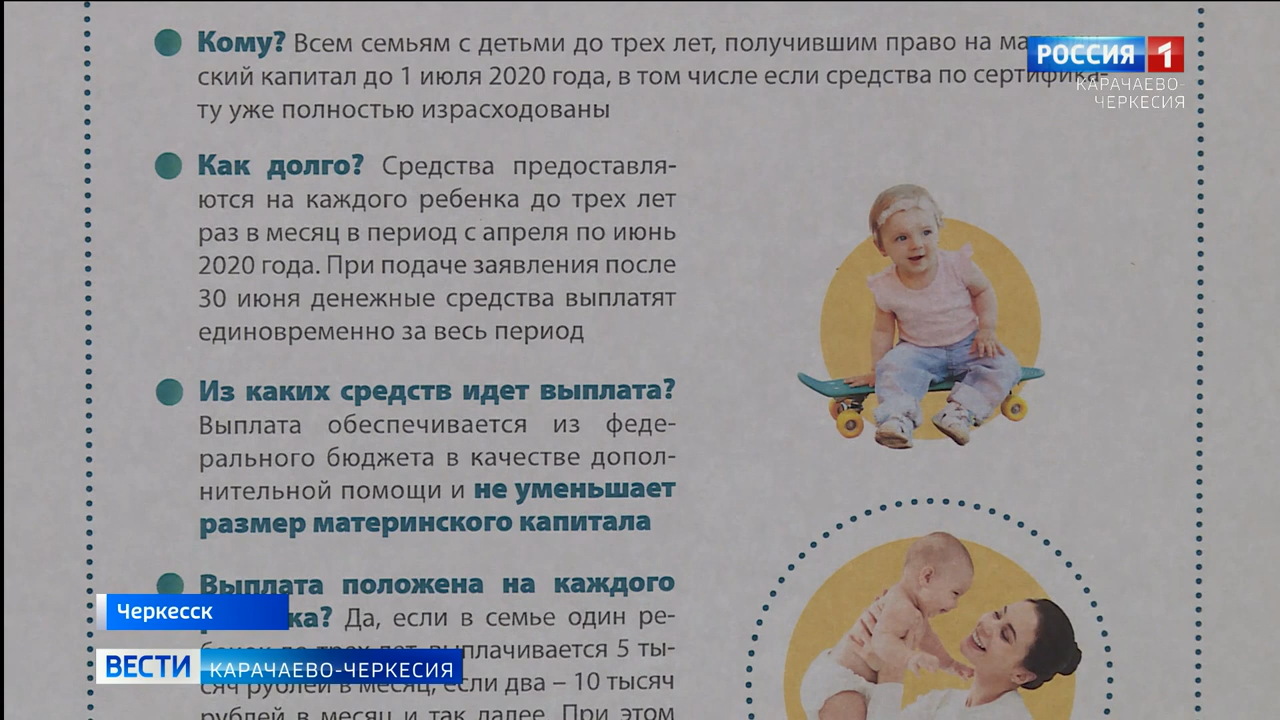 Кому? Всем семьям с детьми до трех лет, получившим право на
ский капитал до 1 июля 2020 года, в том числе если средства по сертифика-
ту уже полностью израсходованы
РОССИЯ 1
КАРАЧАЕВО-
ЧЕРКЕСИЯ
Как долго? Средства предоставля-
ются на каждого ребенка до трех лет
раз в месяц в период с апреля по июнь
2020 года. При подаче заявления после
30 июня денежные средства выплатят
единовременно за весь период
Из каких средств идет выплата?
Выплата обеспечивается из феде-
рального бюджета в качестве допол-
нительной помощи и не уменьшает
размер материнского капитала
Выплата положена на каждого
Да, если в семье один ре-
до трех лет, выплачивается 5 ты-
сяч рублей в месяц, если два – 10 тысяч
рублей в месяц и так далее. При этом
Черкесск
ВЕСТИ КАРАЧАЕВО-ЧЕРКЕСИЯ